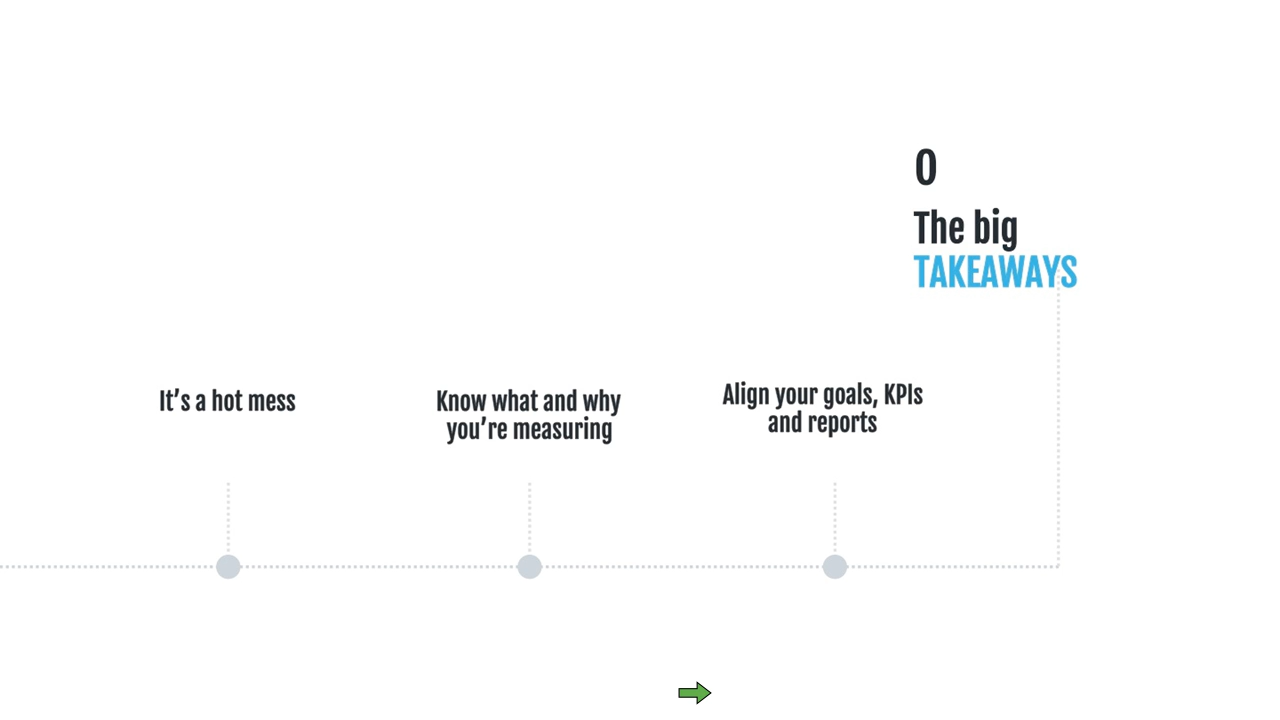 0
The big
TAKEAWAYS
It’s a hot mess
Know what and why
you’re measuring
Align your goals, KPIs
and reports